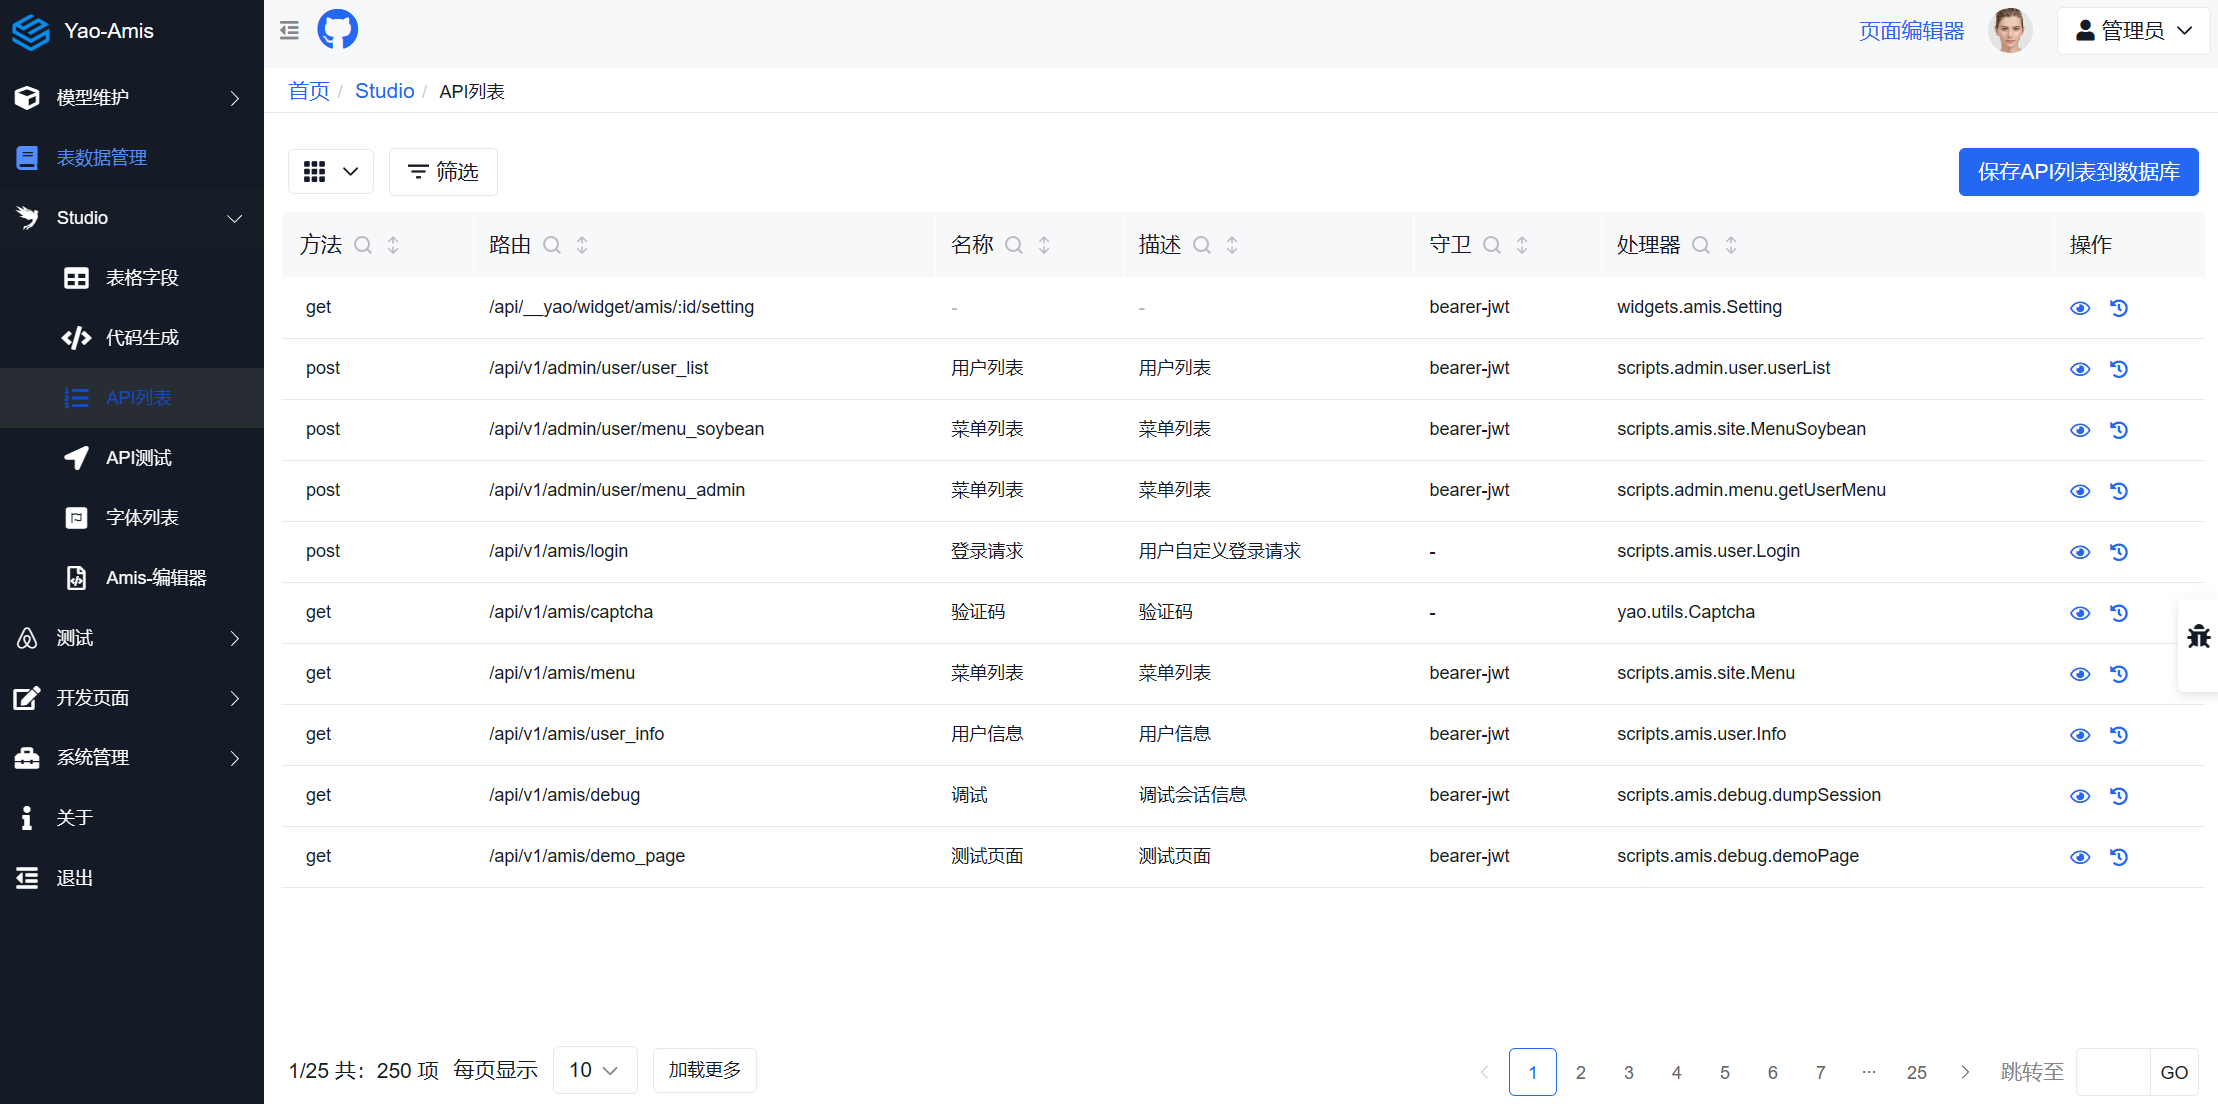 Yao-Amis
页面编辑器
管理员
模型维护
首页 / Studio / API列表
表数据管理
筛选
保存API列表到数据库
Studio
方法 路由 名称 描述 守卫 处理器 操作
表格字段
get /api/__yao/widget/amis/:id/setting - - bearer-jwt widgets.amis.Setting
代码生成
post /api/v1/admin/user/user_list 用户列表 用户列表 bearer-jwt scripts.admin.user.userList
API列表
post /api/v1/admin/user/menu_soybean 菜单列表 菜单列表 bearer-jwt scripts.amis.site.MenuSoybean
API测试
post /api/v1/admin/user/menu_admin 菜单列表 菜单列表 bearer-jwt scripts.admin.menu.getUserMenu
字体列表
post /api/v1/amis/login 登录请求 用户自定义登录请求 - scripts.amis.user.Login
Amis-编辑器
get /api/v1/amis/captcha 验证码 验证码 - yao.utils.Captcha
测试
get /api/v1/amis/menu 菜单列表 菜单列表 bearer-jwt scripts.amis.site.Menu
开发页面
get /api/v1/amis/user_info 用户信息 用户信息 bearer-jwt scripts.amis.user.Info
系统管理
get /api/v1/amis/debug 调试 调试会话信息 bearer-jwt scripts.amis.debug.dumpSession
关于
get /api/v1/amis/demo_page 测试页面 测试页面 bearer-jwt scripts.amis.debug.demoPage
退出
1/25 共：250 项 每页显示 10 加载更多 1 2 3 4 5 6 7 ··· 25 跳转至 GO